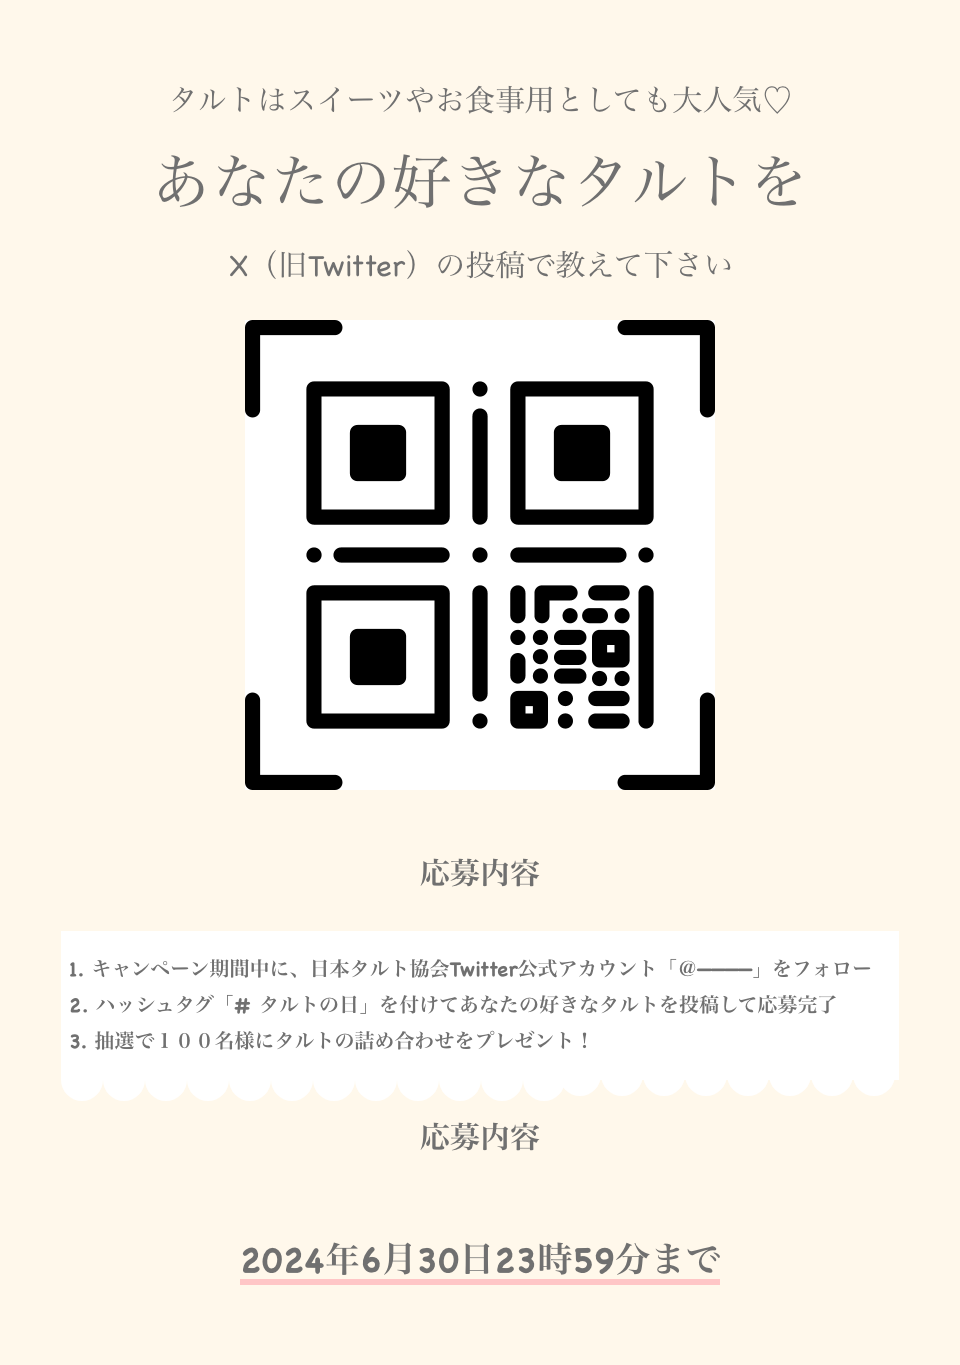 タルトはスイーツやお食事用としても大人気♡
あなたの好きなタルトを
X（旧Twitter）の投稿で教えて下さい
応募内容
1. キャンペーン期間中に、日本タルト協会Twitter公式アカウント「@————」をフォロー
2. ハッシュタグ「# タルトの日」を付けてあなたの好きなタルトを投稿して応募完了
3. 抽選で１００名様にタルトの詰め合わせをプレゼント！
応募内容
2024年6月30日23時59分まで